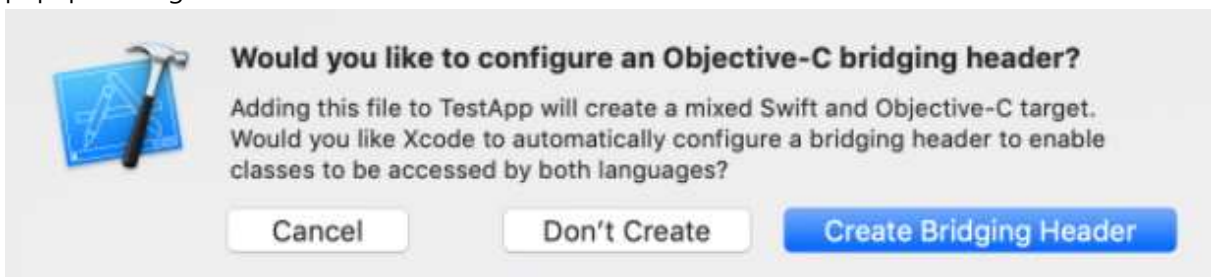 Would you like to configure an Objective-C bridging header?
Adding this file to TestApp will create a mixed Swift and Objective-C target.
Would you like Xcode to automatically configure a bridging header to enable
classes to be accessed by both languages?
Cancel Don't Create Create Bridging Header